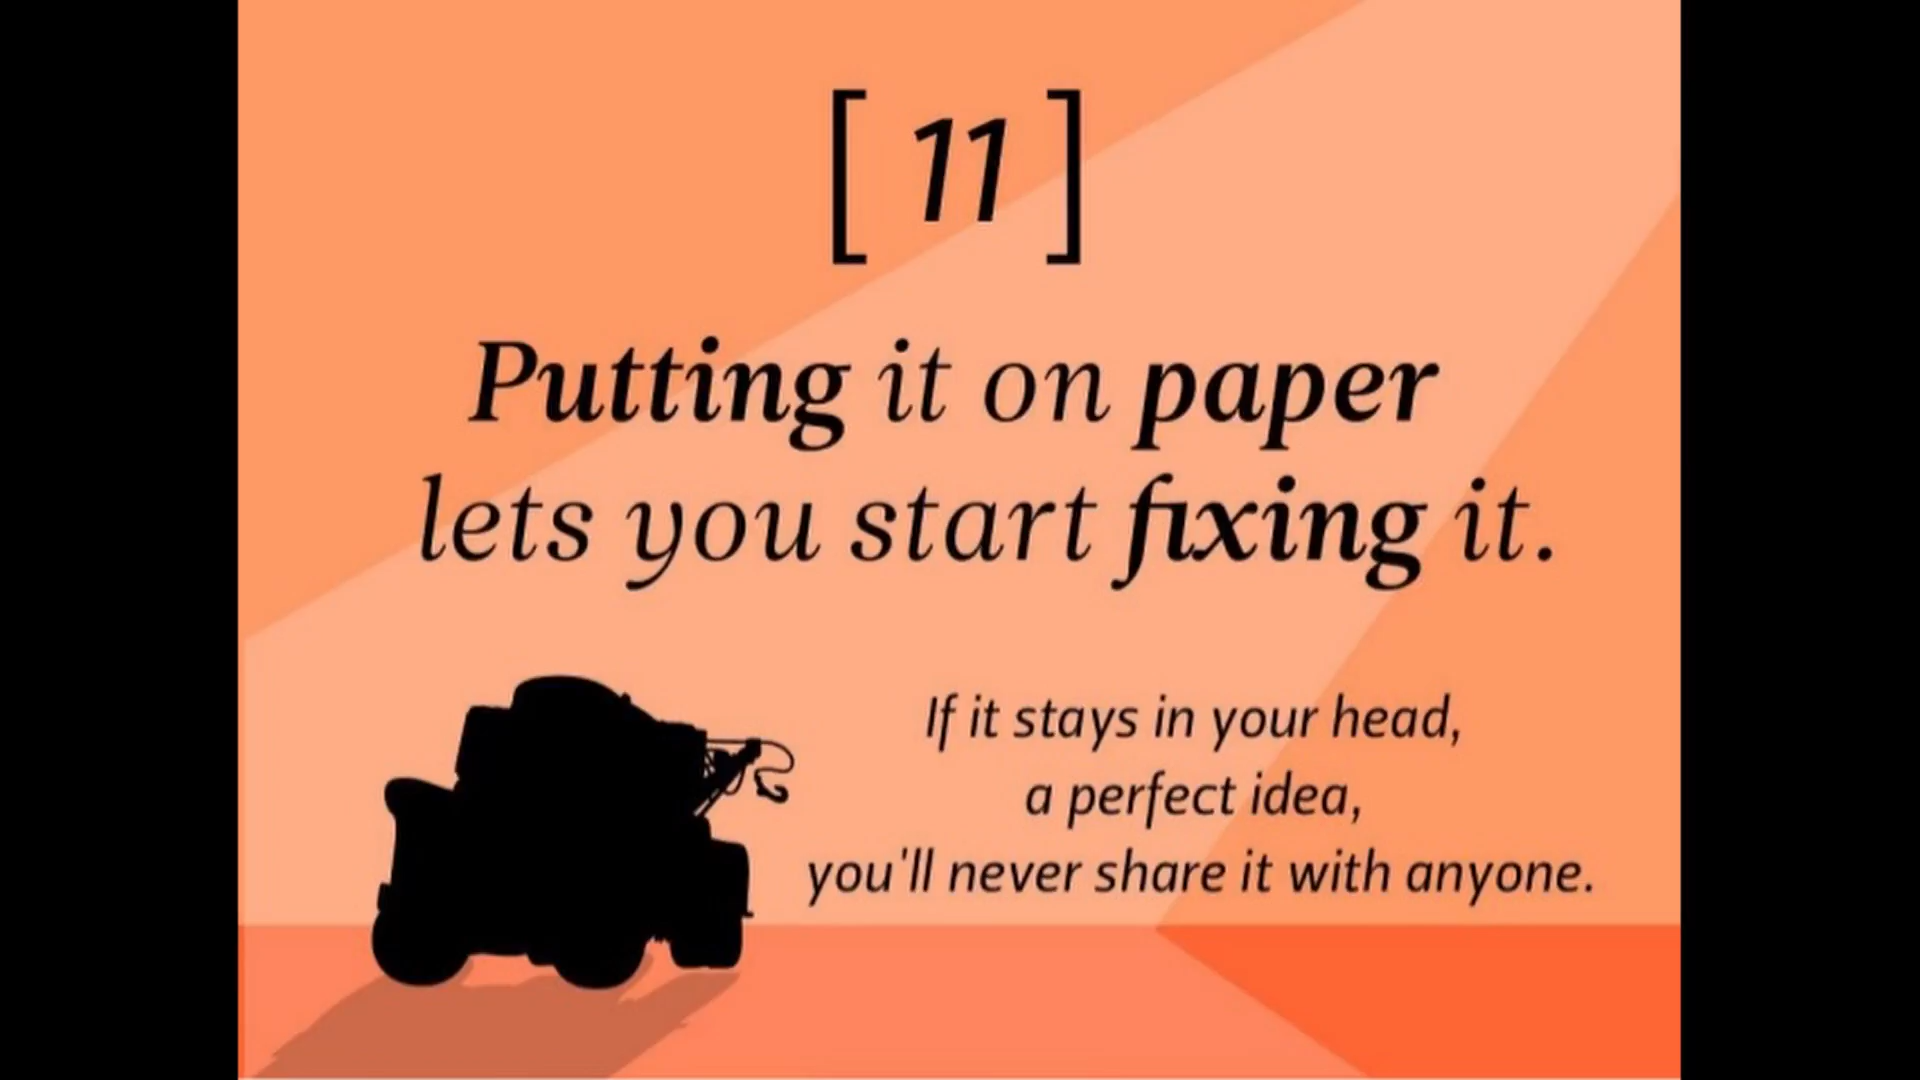 [ 11 ]
Putting it on paper
lets you start fixing it.
If it stays in your head,
a perfect idea,
you'll never share it with anyone.